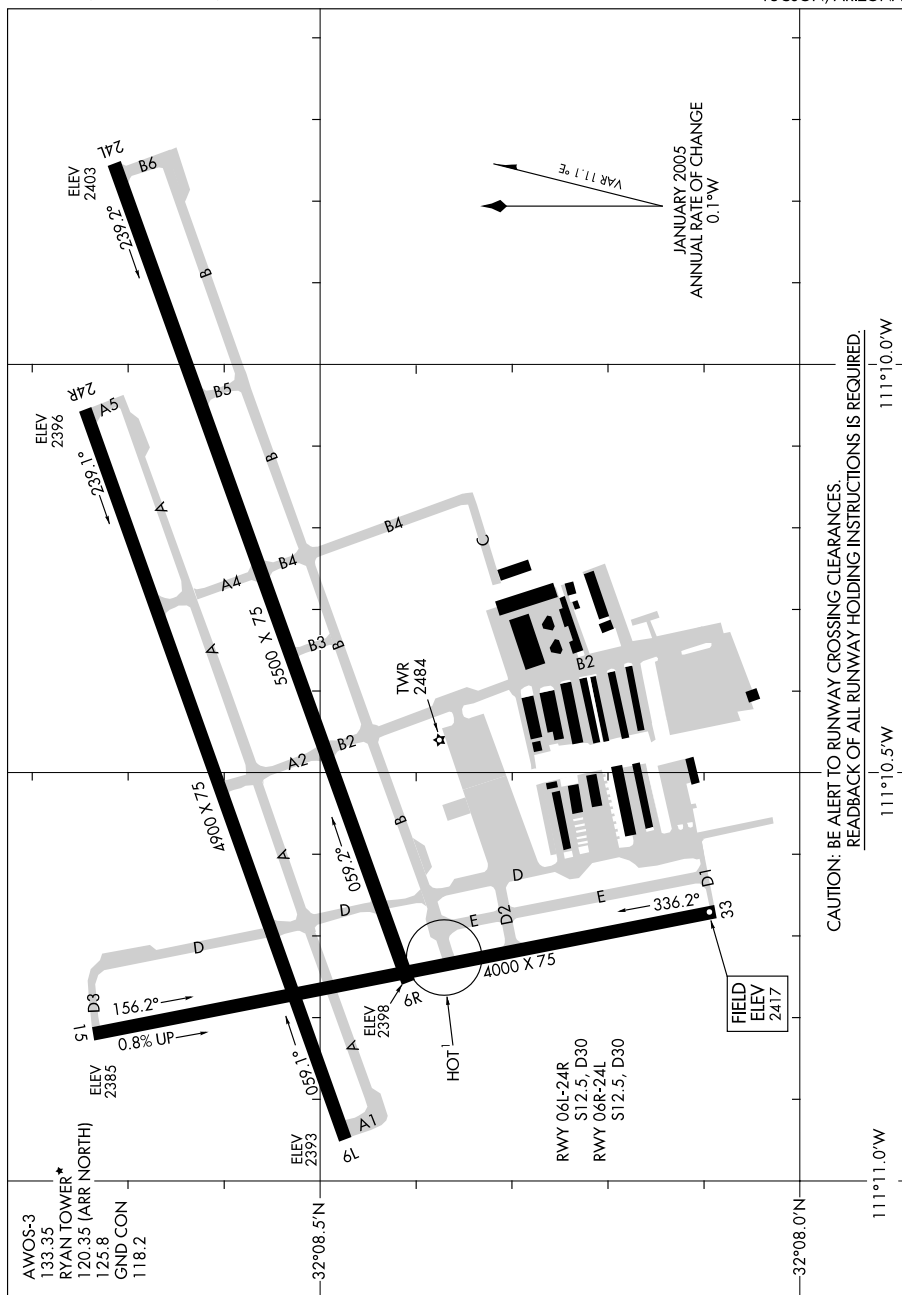 TUCSON, ARIZONA
AWOS-3
133.35
RYAN TOWER★
120.35 (ARR NORTH)
125.8
GND CON
118.2
ELEV
2403
24L
B6
239.2°
B
ELEV
2396
24R
A5
239.1°
B5
A
B
B4
A4
B4
C
A
5500 X 75
B3
B
B2
TWR
2484
A2
B2
4900 X 75
A
B
059.2°
D
D
D
D2
E
E
D1
336.2°
33
D3
15
156.2°
0.8% UP
4000 X 75
ELEV
2385
6R
ELEV
2398
HOT 1
A
059.1°
A1
6L
ELEV
2393
FIELD
ELEV
2417
RWY 06L-24R
S12.5, D30
RWY 06R-24L
S12.5, D30
VAR 11.1°E
JANUARY 2005
ANNUAL RATE OF CHANGE
0.1°W
CAUTION: BE ALERT TO RUNWAY CROSSING CLEARANCES.
READBACK OF ALL RUNWAY HOLDING INSTRUCTIONS IS REQUIRED.
32°08.5'N
32°08.0'N
111°11.0'W
111°10.5'W
111°10.0'W